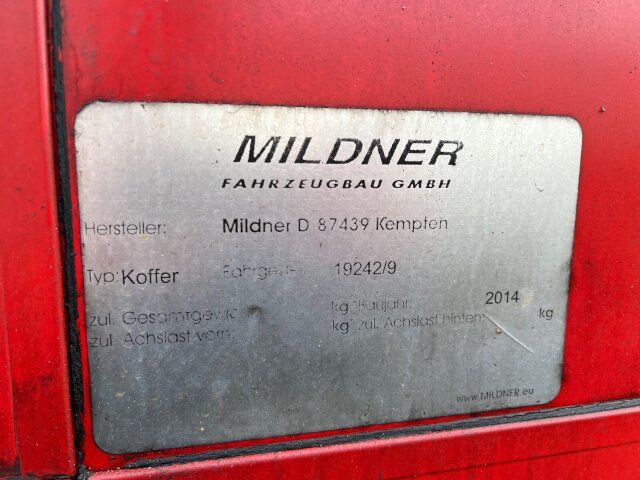 MILDNER
FAHRZEUGBAU GMBH
Hersteller: Mildner D 87439 Kempten
Typ: Koffer 19242/9
zul. Gesamtgewicht kg Baujahr: 2014
zul. Achslast vorn: kg zul. Achslast hinten: kg
www.MILDNER.eu